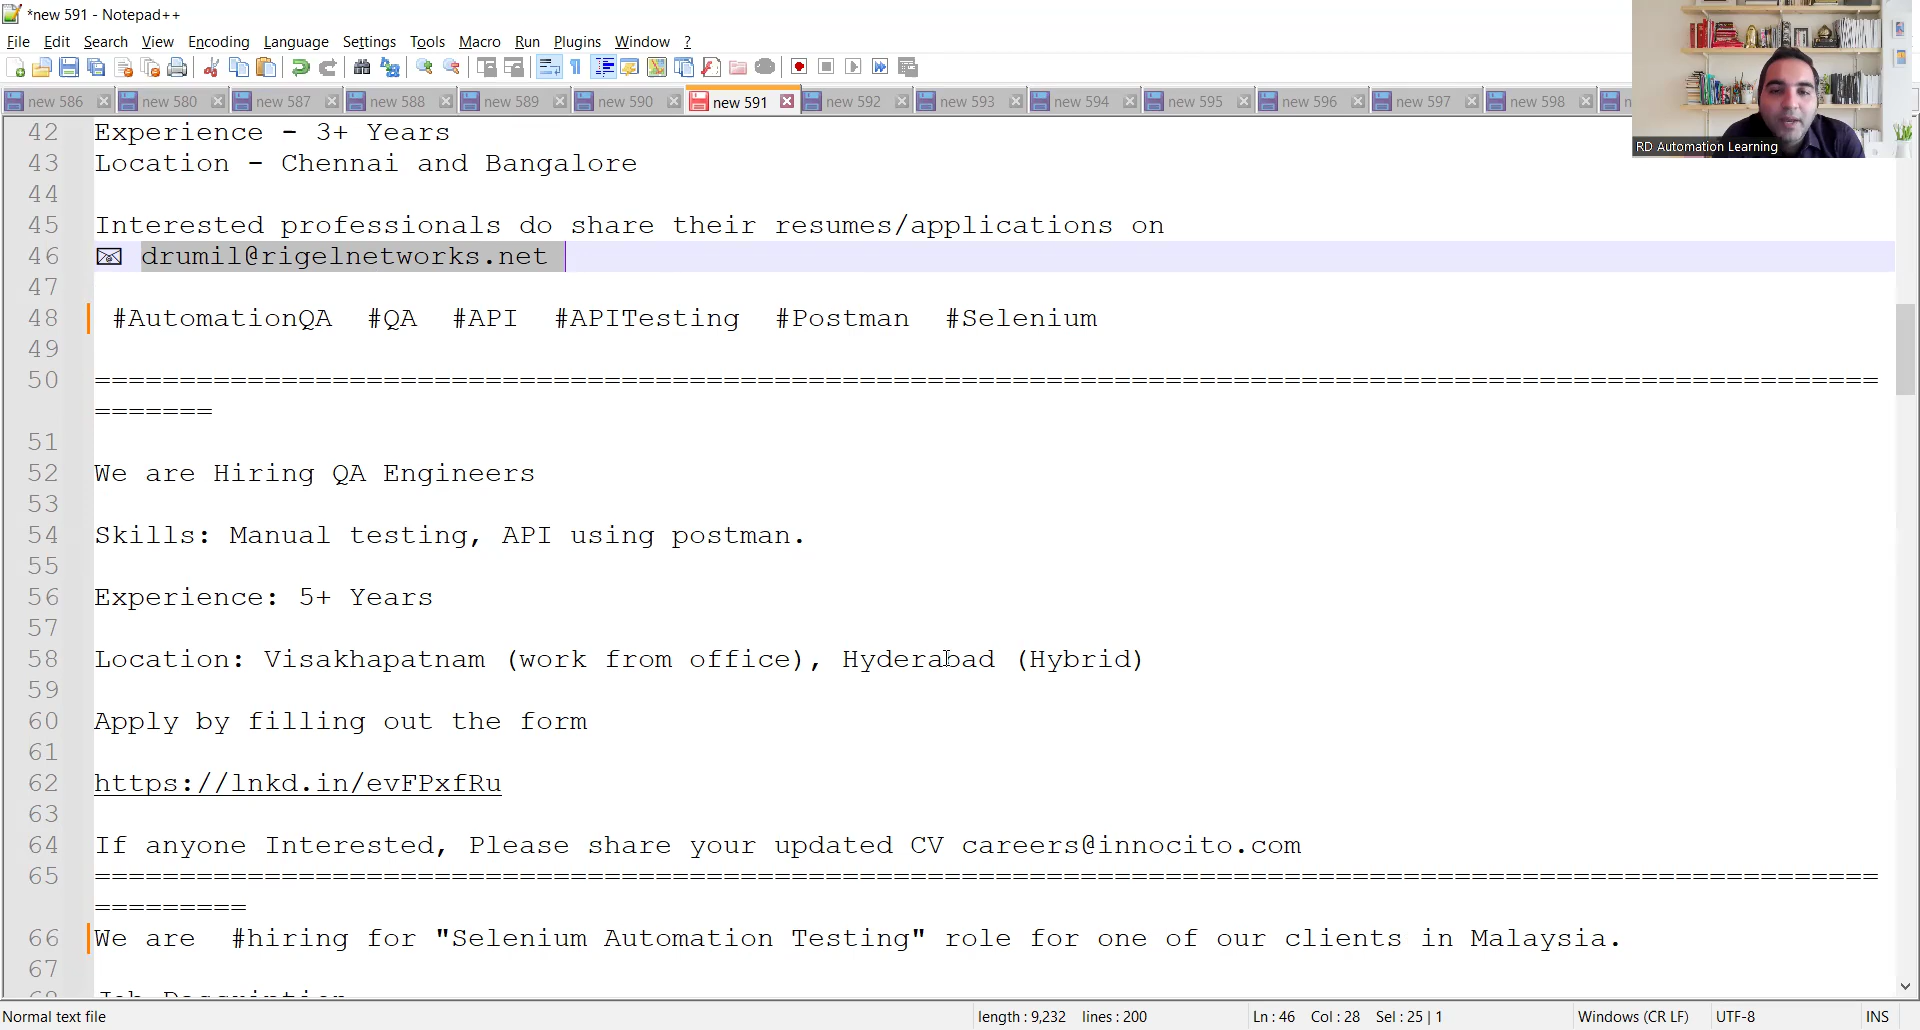 *new 591 - Notepad++
File Edit Search View Encoding Language Settings Tools Macro Run Plugins Window ?
new 586 new 580 new 587 new 588 new 589 new 590 new 591 new 592 new 593 new 594 new 595 new 596 new 597 new 598
RD Automation Learning
42 Experience - 3+ Years
43 Location - Chennai and Bangalore
44
45 Interested professionals do share their resumes/applications on
46 ✉ drumil@rigelnetworks.net
47
48 #AutomationQA #QA #API #APITesting #Postman #Selenium
49
50 =========================================================================================================
=======
51
52 We are Hiring QA Engineers
53
54 Skills: Manual testing, API using postman.
55
56 Experience: 5+ Years
57
58 Location: Visakhapatnam (work from office), Hyderabad (Hybrid)
59
60 Apply by filling out the form
61
62 https://lnkd.in/evFPxfRu
63
64 If anyone Interested, Please share your updated CV careers@innocito.com
65 =========================================================================================================
=========
66 We are #hiring for "Selenium Automation Testing" role for one of our clients in Malaysia.
67
68 Job Description
Normal text file length : 9,232 lines : 200 Ln : 46 Col : 28 Sel : 25 | 1 Windows (CR LF) UTF-8 INS